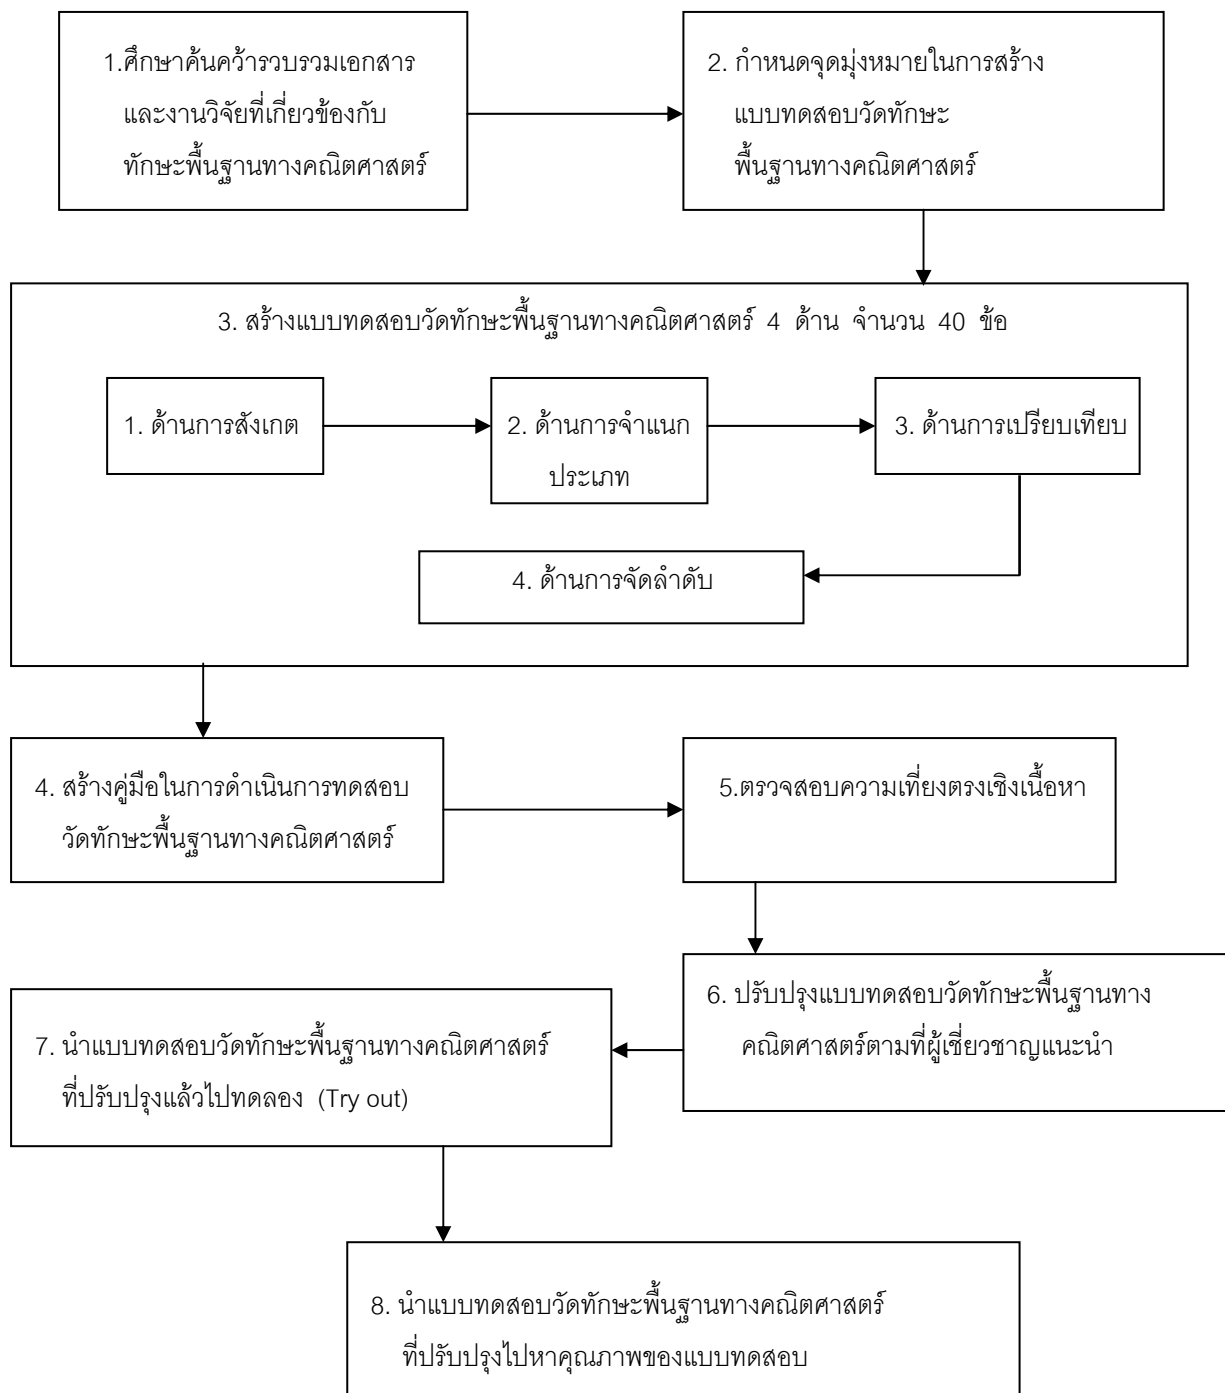 1.ศึกษาค้นคว้ารวบรวมเอกสาร
และงานวิจัยที่เกี่ยวข้องกับ
ทักษะพื้นฐานทางคณิตศาสตร์
2. กำหนดจุดมุ่งหมายในการสร้าง
แบบทดสอบวัดทักษะ
พื้นฐานทางคณิตศาสตร์
3. สร้างแบบทดสอบวัดทักษะพื้นฐานทางคณิตศาสตร์ 4 ด้าน จำนวน 40 ข้อ
1. ด้านการสังเกต
2. ด้านการจำแนก
ประเภท
3. ด้านการเปรียบเทียบ
4. ด้านการจัดลำดับ
4. สร้างคู่มือในการดำเนินการทดสอบ
วัดทักษะพื้นฐานทางคณิตศาสตร์
5.ตรวจสอบความเที่ยงตรงเชิงเนื้อหา
6. ปรับปรุงแบบทดสอบวัดทักษะพื้นฐานทาง
คณิตศาสตร์ตามที่ผู้เชี่ยวชาญแนะนำ
7. นำแบบทดสอบวัดทักษะพื้นฐานทางคณิตศาสตร์
ที่ปรับปรุงแล้วไปทดลอง (Try out)
8. นำแบบทดสอบวัดทักษะพื้นฐานทางคณิตศาสตร์
ที่ปรับปรุงไปหาคุณภาพของแบบทดสอบ